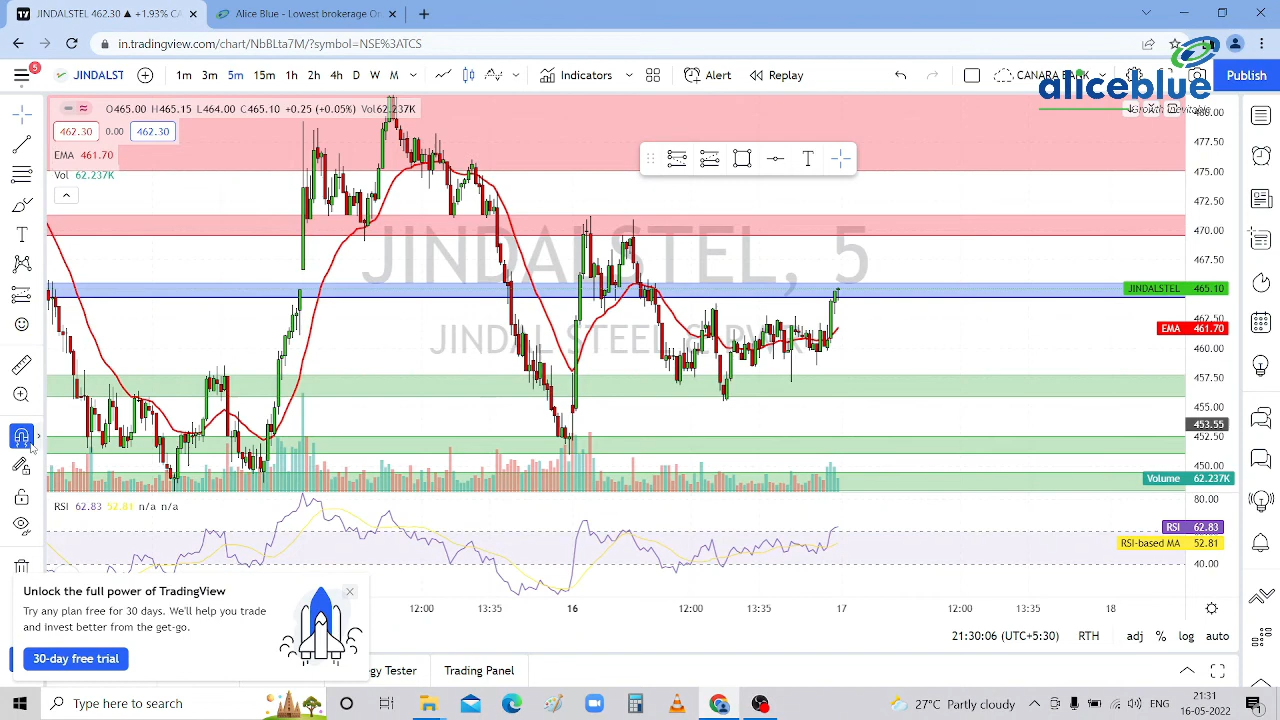 JINDALSTEL 462.30 ▲ +1.93% CA
Alice Blue - Lowest brokerage On
in.tradingview.com/chart/NbBLta7M/?symbol=NSE%3ATCS
5
JINDALST
1m 3m 5m 15m 1h 2h 4h D W M
Indicators
Alert
Replay
CANARA
Publish
aliceblue
O465.00 H465.15 L464.00 C465.10 +0.25 (+0.05%) Vol62.237K
462.30 0.00 462.30
EMA 461.70
Vol 62.237K
JINDALSTEL, 5
JINDAL STEEL
480.00
477.50
475.00
472.50
470.00
467.50
JINDALSTEL 465.10
462.50
EMA 461.70
460.00
457.50
455.00
453.55
452.50
450.00
Volume 62.237K
RSI 62.83 52.81 n/a n/a
80.00
RSI 62.83
RSI-based MA 52.81
40.00
12:00 13:35 16 12:00 13:35 17 12:00 13:35 18
Unlock the full power of TradingView
Try any plan free for 30 days. We'll help you trade
and invest better from the get-go.
30-day free trial
21:30:06 (UTC+5:30) RTH adj % log auto
gy Tester
Trading Panel
Type here to search
27°C Partly cloudy
ENG
21:31
16-05-2022
1